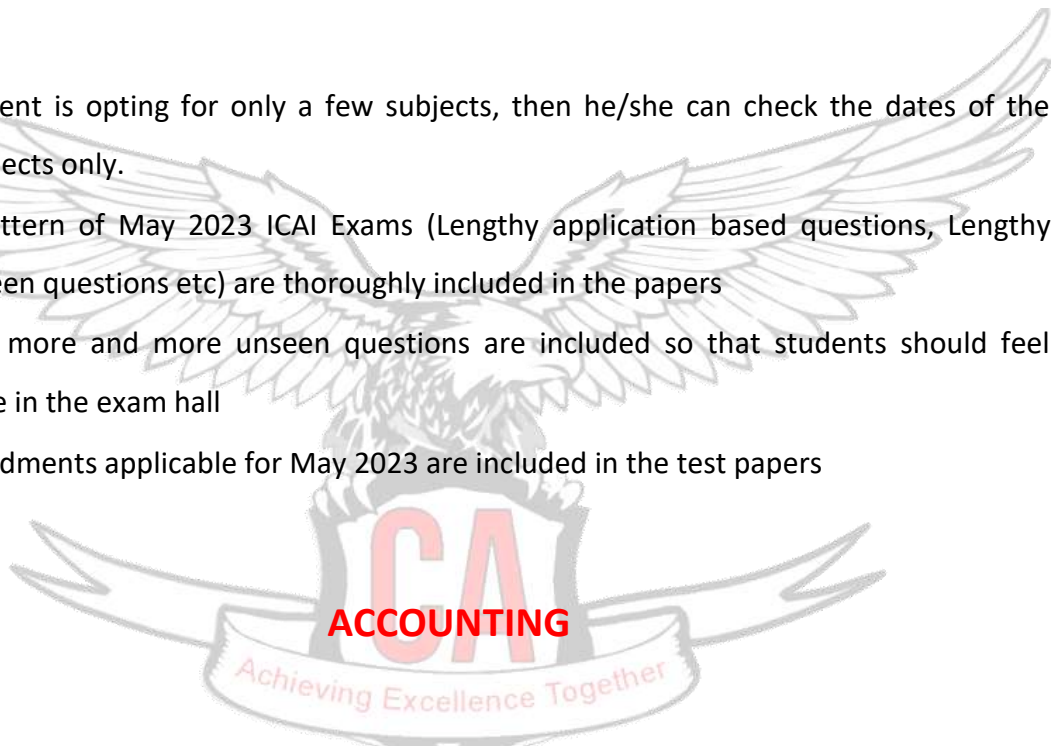 ent is opting for only a few subjects, then he/she can check the dates of the
ects only.
ttern of May 2023 ICAI Exams (Lengthy application based questions, Lengthy
een questions etc) are thoroughly included in the papers
more and more unseen questions are included so that students should feel
e in the exam hall
dments applicable for May 2023 are included in the test papers
CA
ACCOUNTING
Achieving Excellence Together